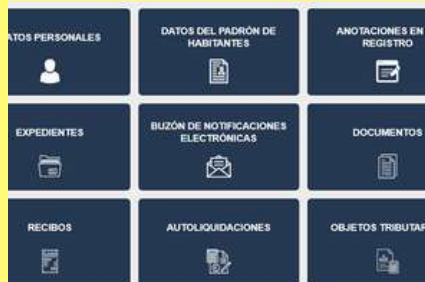 ATOS PERSONALES
DATOS DEL PADRÓN DE
HABITANTES
ANOTACIONES EN
REGISTRO
EXPEDIENTES
BUZÓN DE NOTIFICACIONES
ELECTRÓNICAS
DOCUMENTOS
RECIBOS
AUTOLIQUIDACIONES
OBJETOS TRIBUTAR